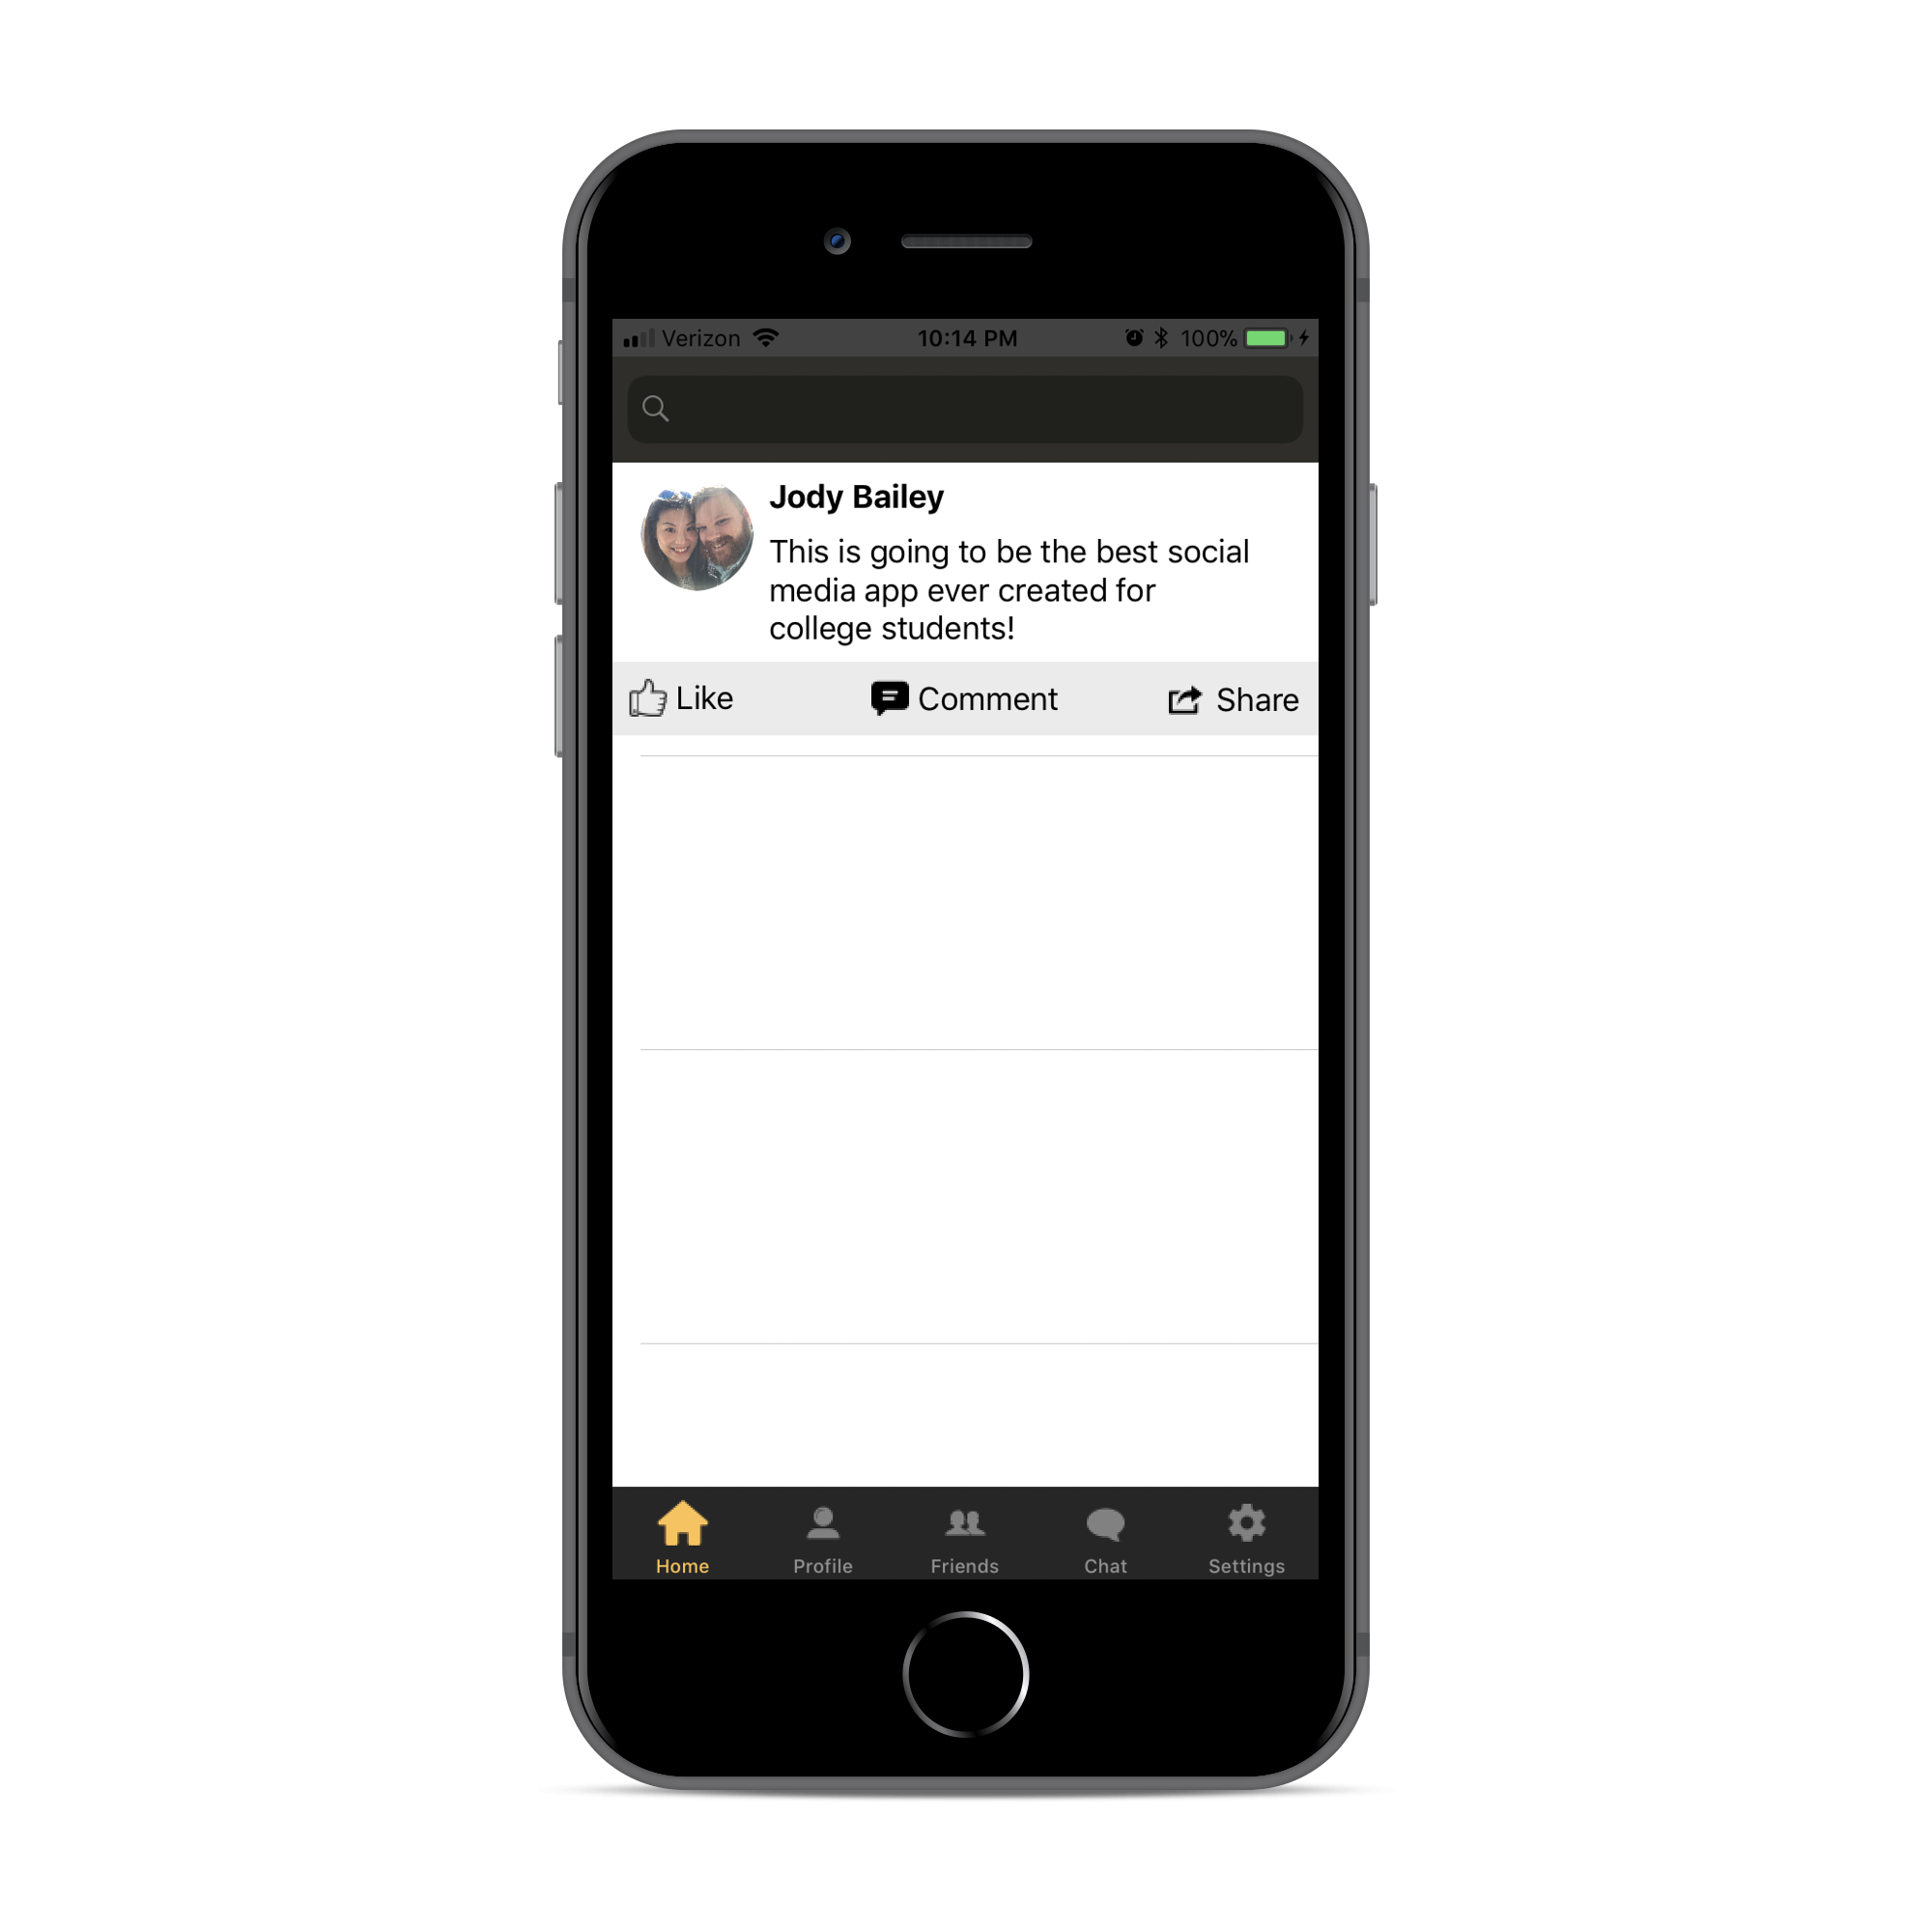 Verizon 10:14 PM 100%
Jody Bailey
This is going to be the best social
media app ever created for
college students!
Like Comment Share
Home Profile Friends Chat Settings